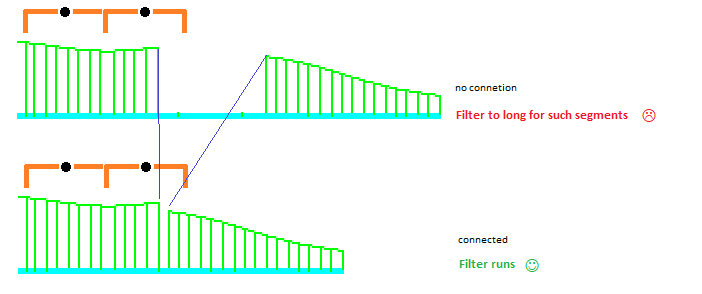 no connetion
Filter to long for such segments ☹
connected
Filter runs ☺